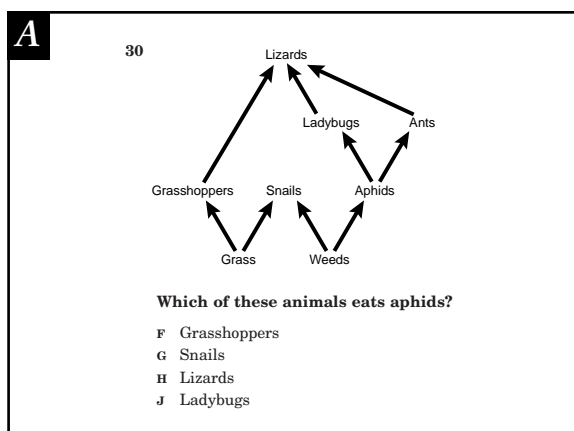 A
30
Lizards
Ladybugs Ants
Grasshoppers Snails Aphids
Grass Weeds
Which of these animals eats aphids?
F Grasshoppers
G Snails
H Lizards
J Ladybugs